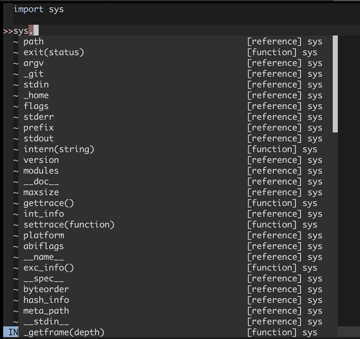 import sys
>>sys.
~ path [reference] sys
~ exit(status) [function] sys
~ argv [reference] sys
~ _git [reference] sys
~ stdin [reference] sys
~ _home [reference] sys
~ flags [reference] sys
~ stderr [reference] sys
~ prefix [reference] sys
~ stdout [reference] sys
~ intern(string) [function] sys
~ version [reference] sys
~ modules [reference] sys
~ __doc__ [reference] sys
~ maxsize [reference] sys
~ gettrace() [function] sys
~ int_info [reference] sys
~ settrace(function) [function] sys
~ platform [reference] sys
~ abiflags [reference] sys
~ __name__ [reference] sys
~ exc_info() [function] sys
~ __spec__ [reference] sys
~ byteorder [reference] sys
~ hash_info [reference] sys
~ meta_path [reference] sys
~ __stdin__ [reference] sys
IN _getframe(depth) [function] sys